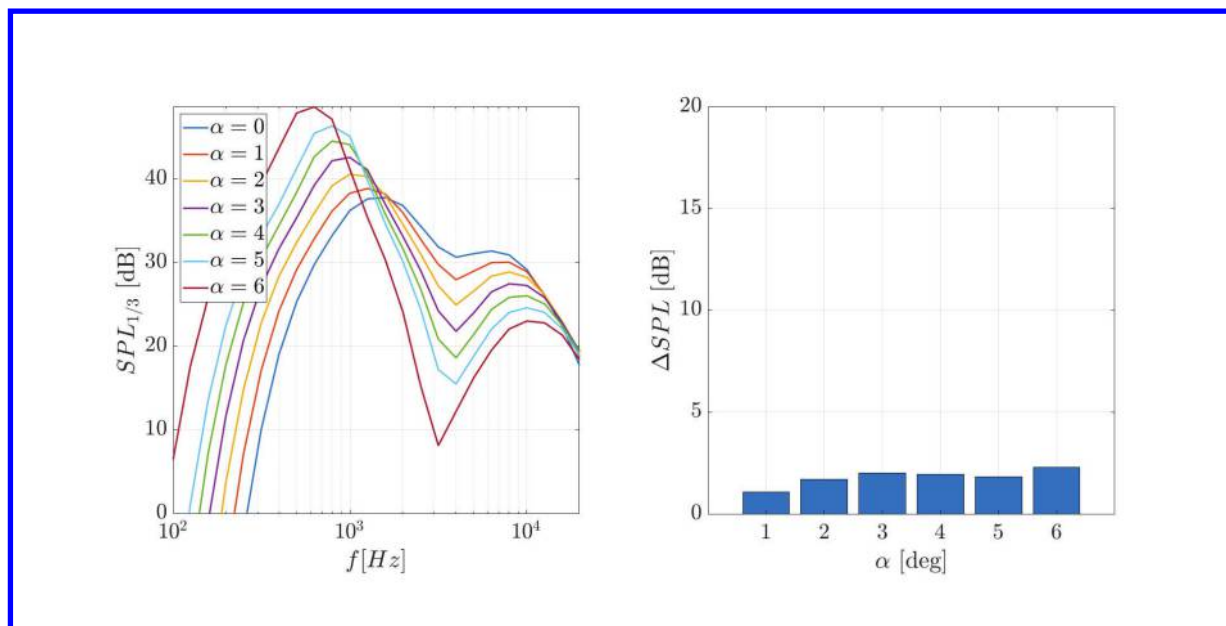 α = 0
α = 1
α = 2
α = 3
α = 4
α = 5
α = 6
40
30
20
10
0
10²
10³
10⁴
SPL₁/₃ [dB]
f[Hz]
20
15
10
5
0
1 2 3 4 5 6
ΔSPL [dB]
α [deg]